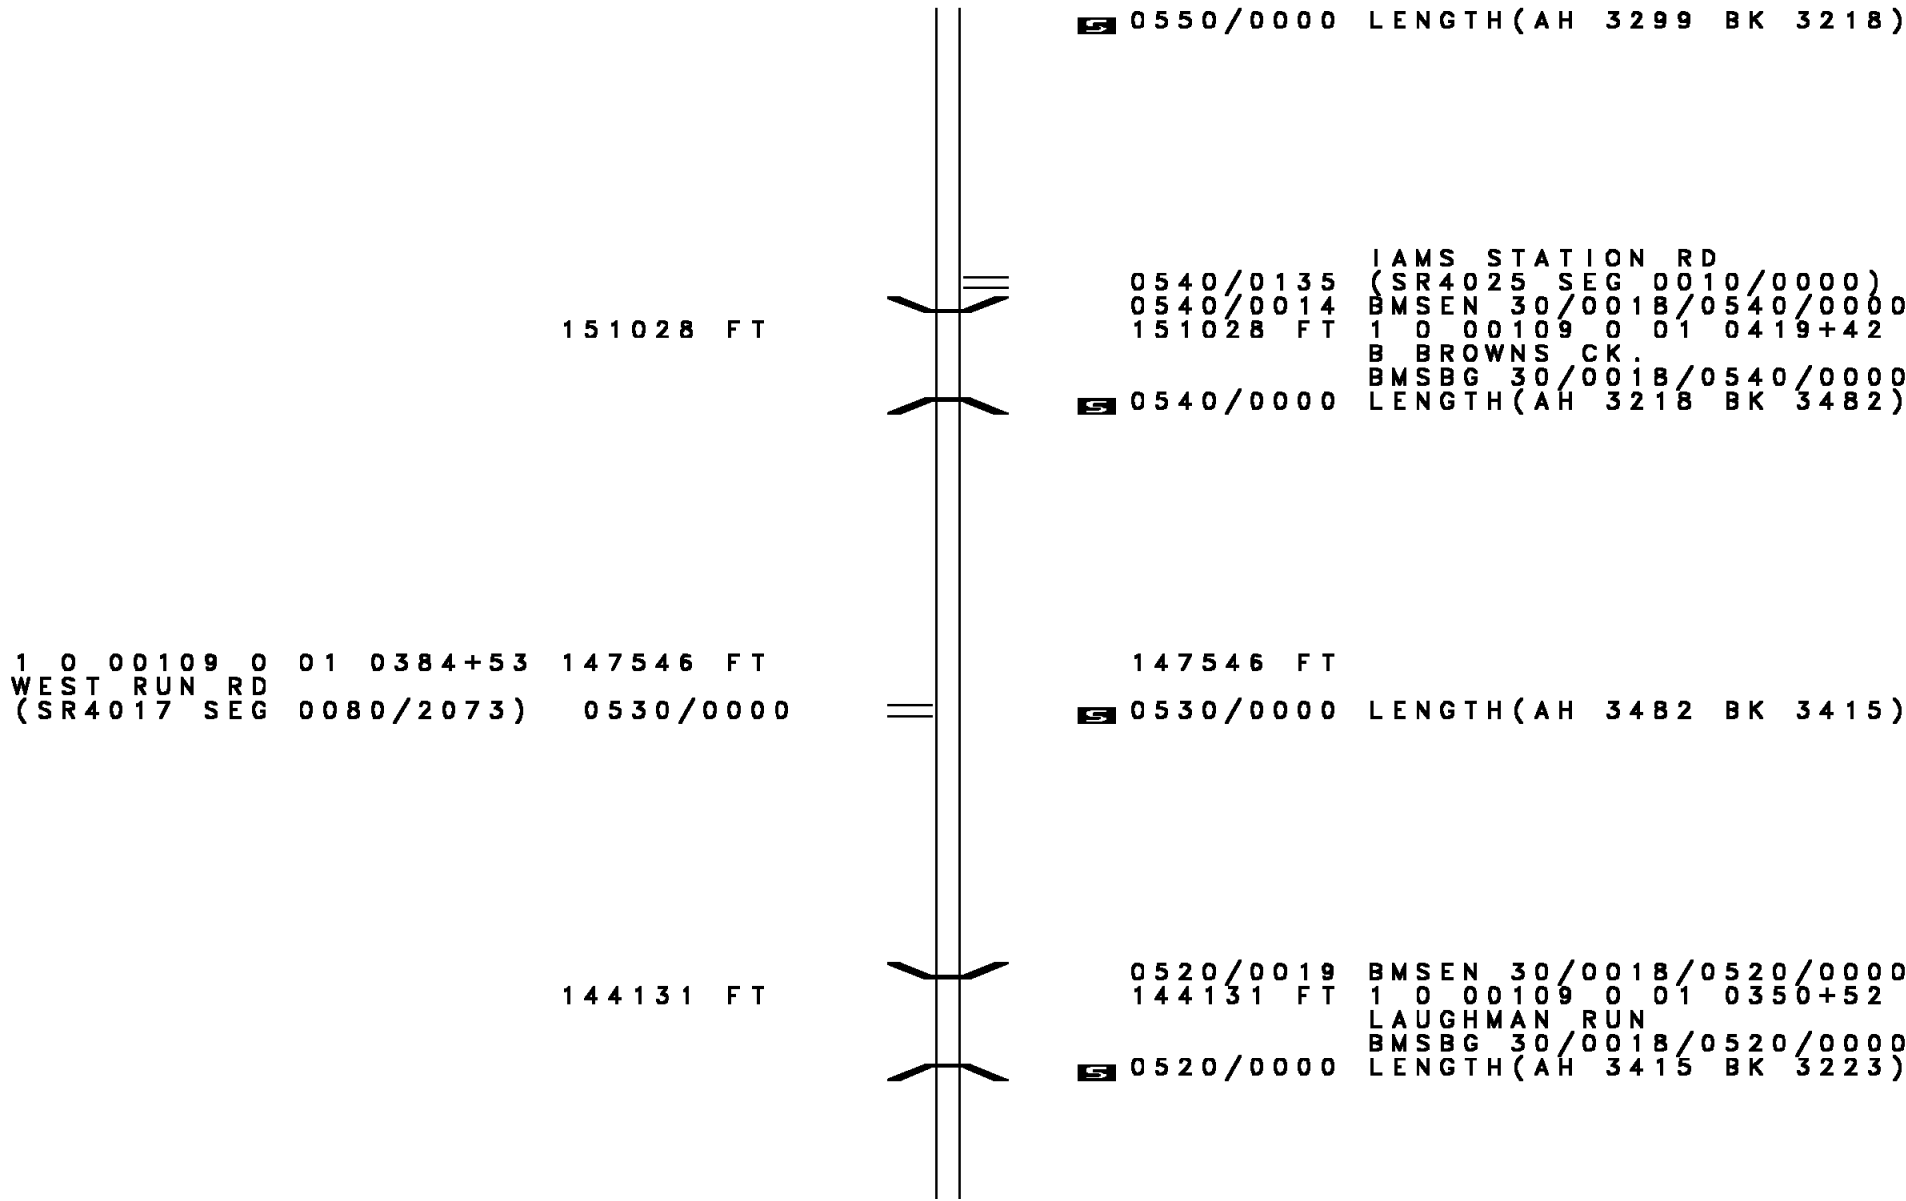 S 0550/0000 LENGTH(AH 3299 BK 3218)
IAMS STATION RD
0540/0135 (SR4025 SEG 0010/0000)
0540/0014 BMSEN 30/0018/0540/0000
151028 FT 151028 FT 1 0 00109 0 01 0419+42
B BROWNS CK.
BMSBG 30/0018/0540/0000
S 0540/0000 LENGTH(AH 3218 BK 3482)
1 0 00109 0 01 0384+53 147546 FT 147546 FT
WEST RUN RD
(SR4017 SEG 0080/2073) 0530/0000 S 0530/0000 LENGTH(AH 3482 BK 3415)
0520/0019 BMSEN 30/0018/0520/0000
144131 FT 144131 FT 1 0 00109 0 01 0350+52
LAUGHMAN RUN
BMSBG 30/0018/0520/0000
S 0520/0000 LENGTH(AH 3415 BK 3223)